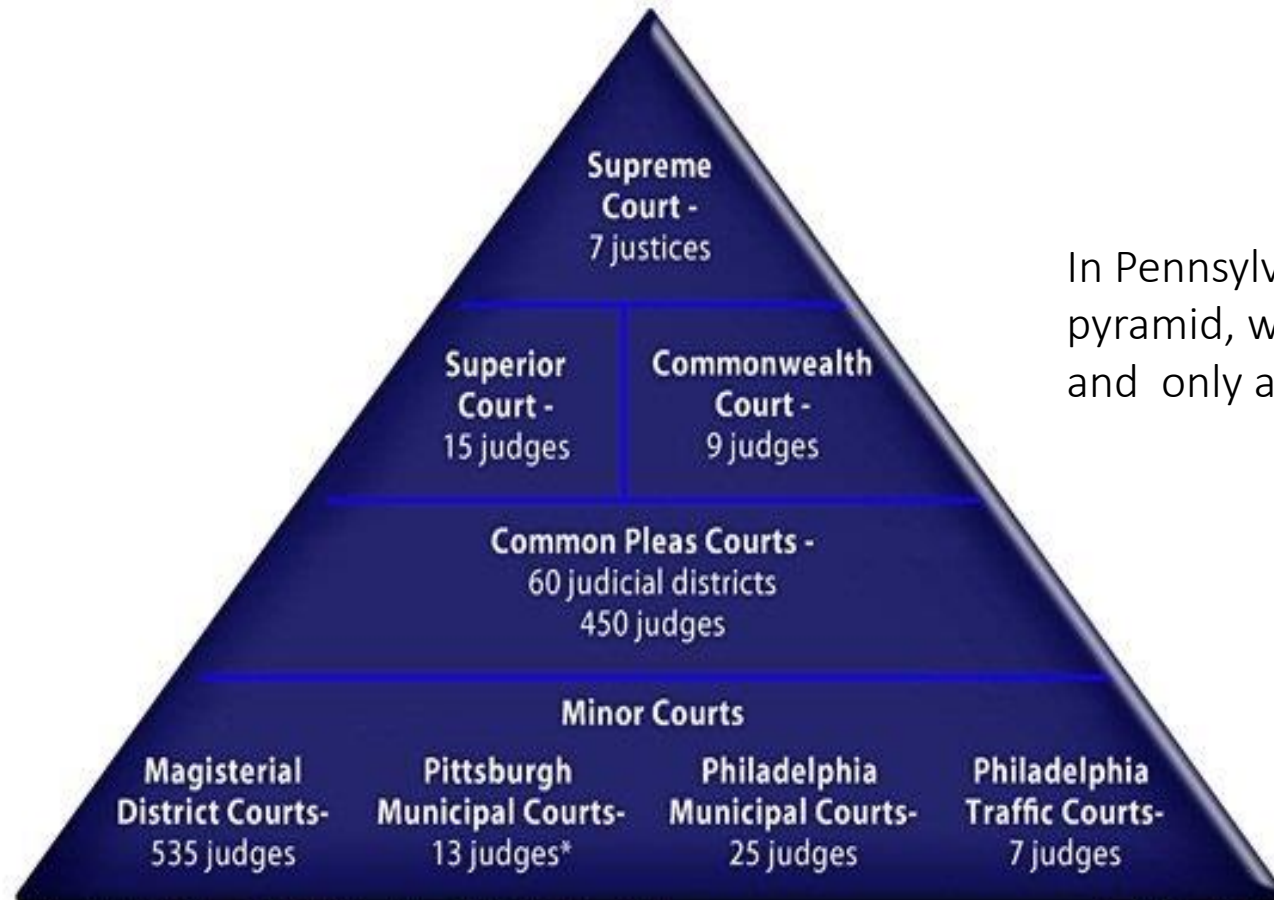 Supreme
Court -
7 justices
In Pennsylv
pyramid, w
and only a
Superior
Court -
15 judges
Commonwealth
Court -
9 judges
Common Pleas Courts -
60 judicial districts
450 judges
Minor Courts
Magisterial
District Courts-
535 judges
Pittsburgh
Municipal Courts-
13 judges*
Philadelphia
Municipal Courts-
25 judges
Philadelphia
Traffic Courts-
7 judges